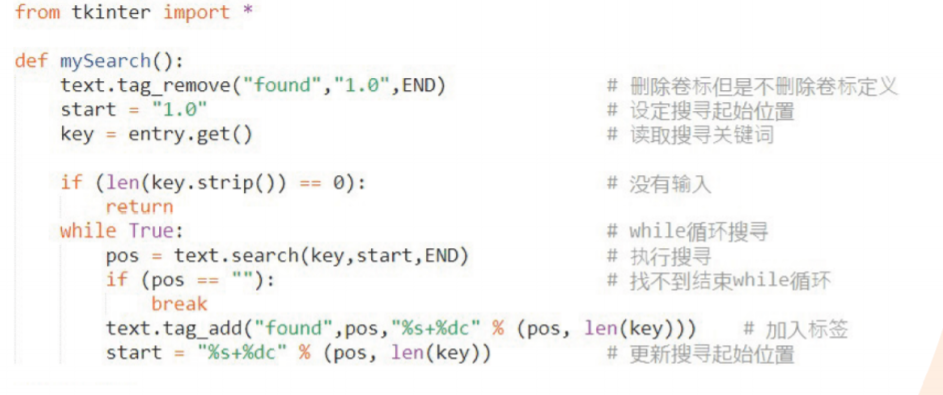 from tkinter import *
def mySearch():
    text.tag_remove("found","1.0",END)    # 删除卷标但是不删除卷标定义
    start = "1.0"    # 设定搜寻起始位置
    key = entry.get()    # 读取搜寻关键词
    if (len(key.strip()) == 0):    # 没有输入
        return
    while True:    # while循环搜寻
        pos = text.search(key,start,END)    # 执行搜寻
        if (pos == ""):    # 找不到结束while循环
            break
        text.tag_add("found",pos,"%s+%dc" % (pos, len(key)))    # 加入标签
        start = "%s+%dc" % (pos, len(key))    # 更新搜寻起始位置